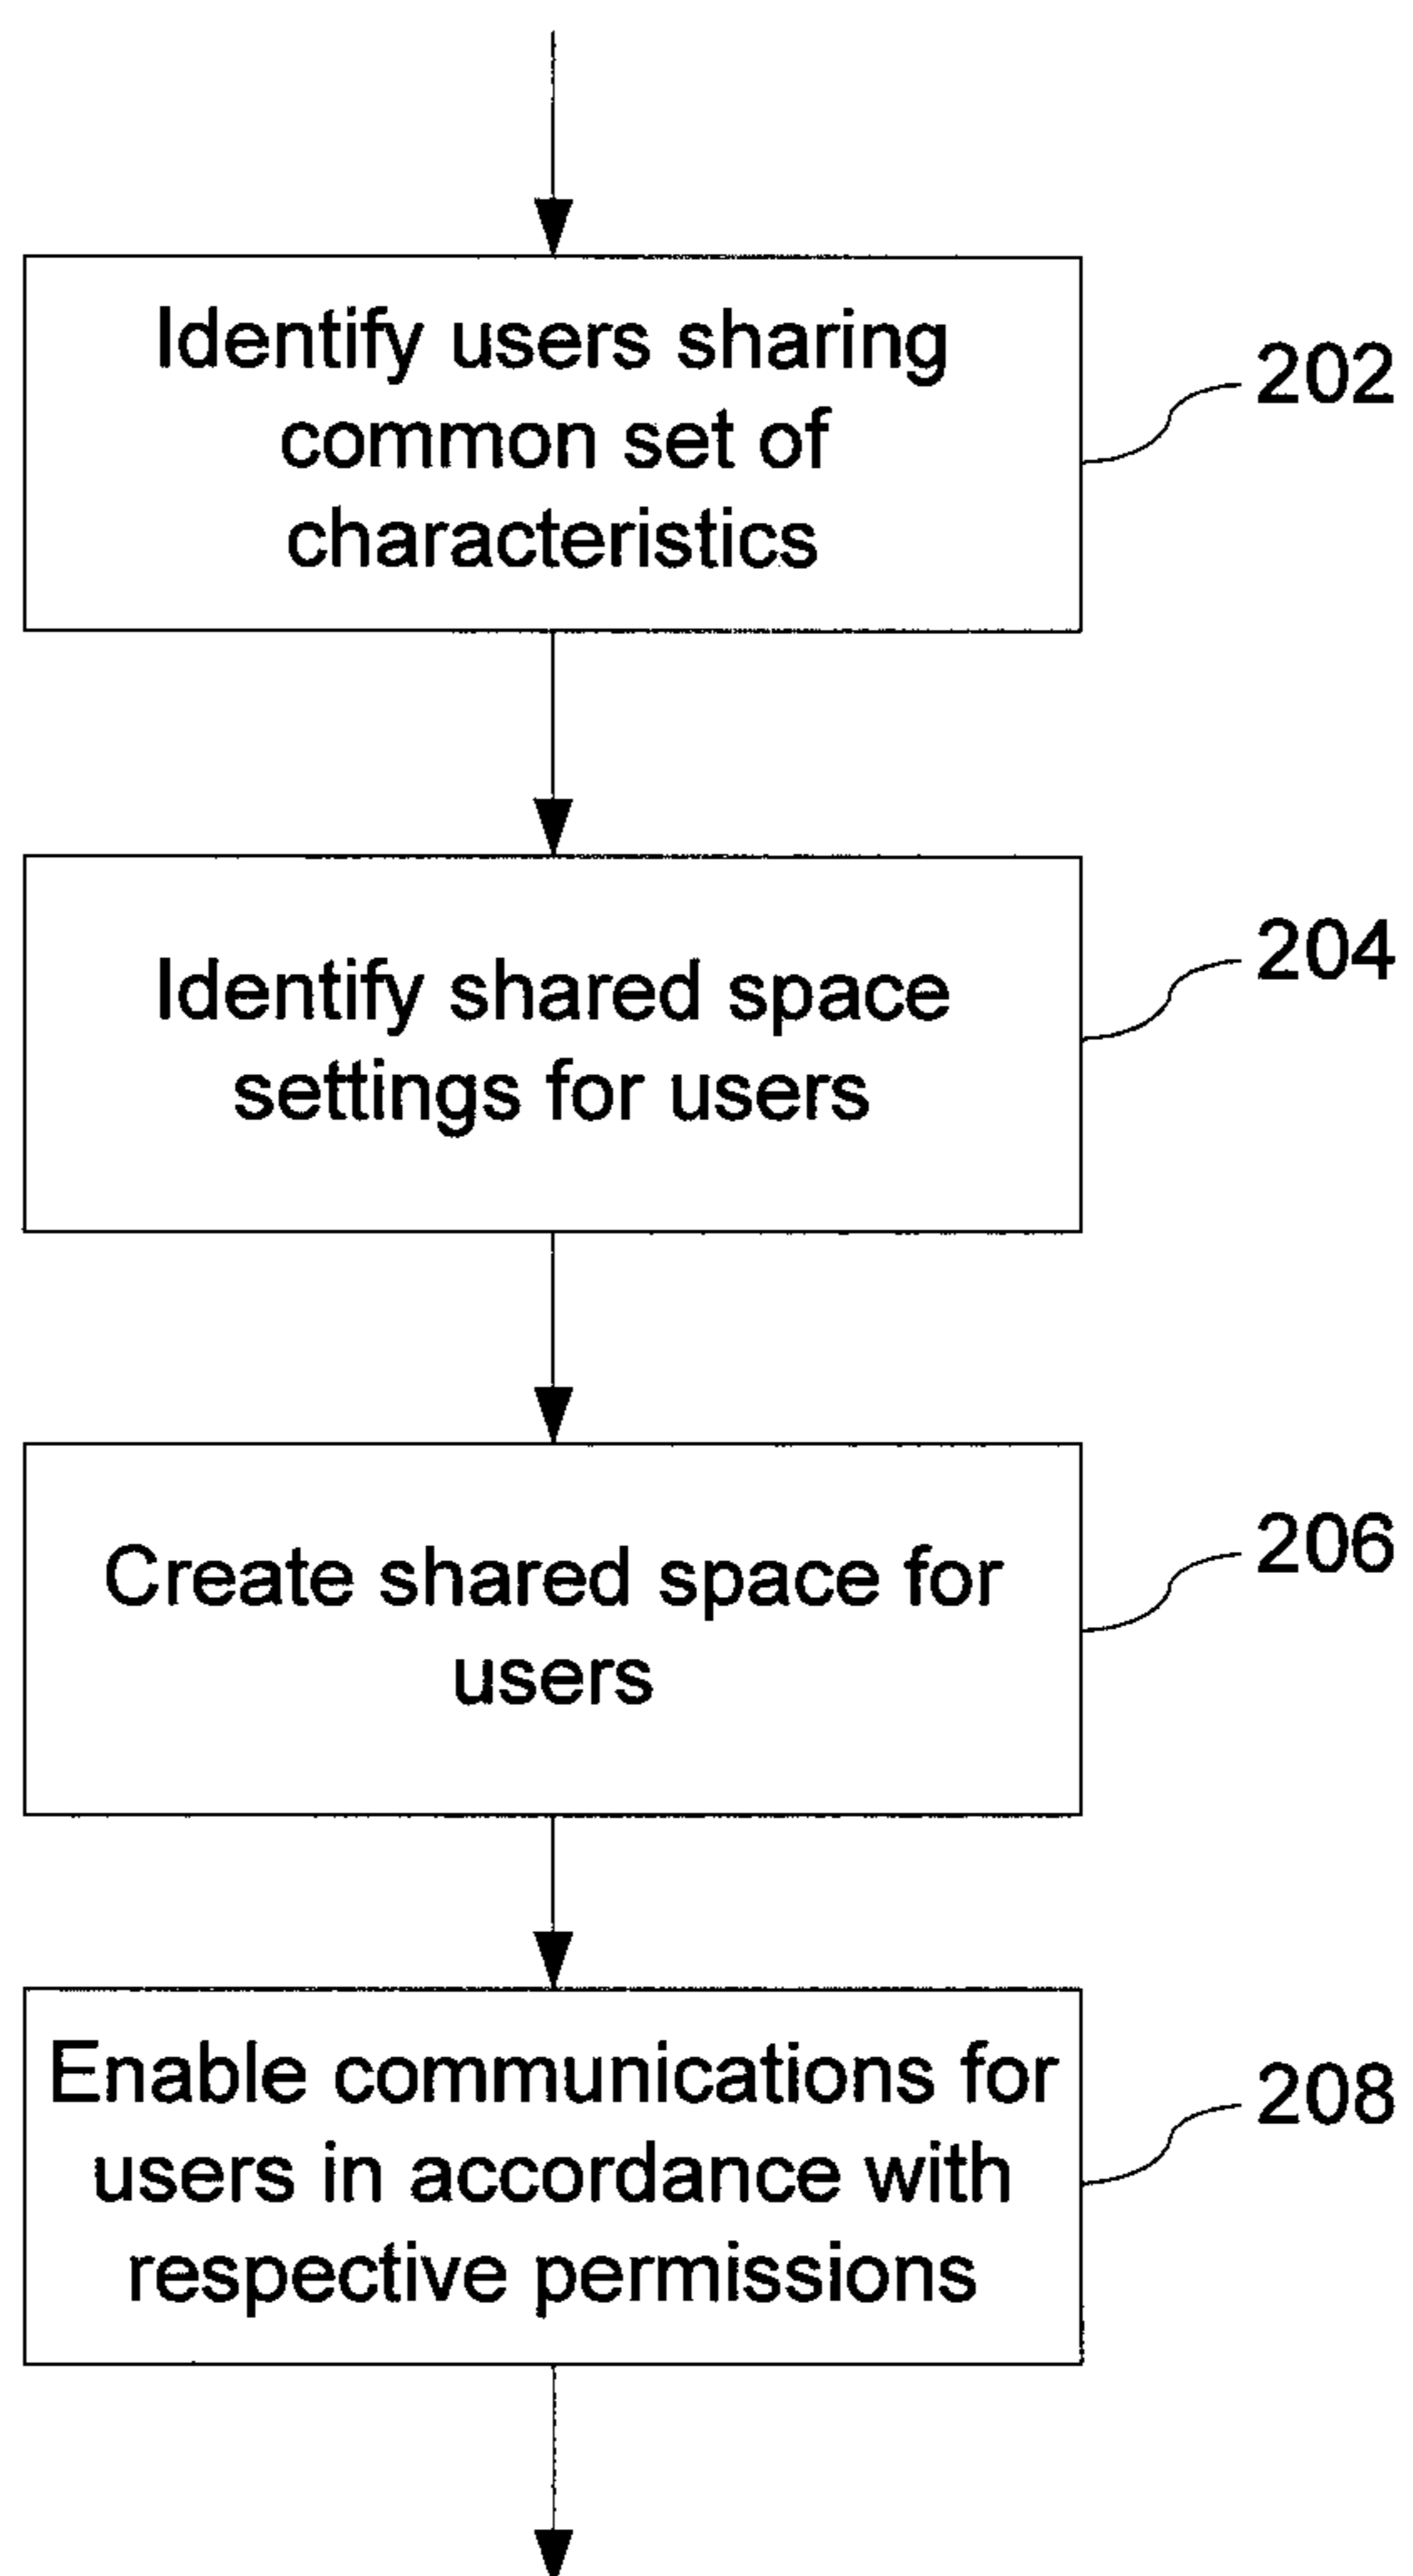 Identify users sharing
common set of
characteristics
202
Identify shared space
settings for users
204
Create shared space for
users
206
Enable communications for
users in accordance with
respective permissions
208